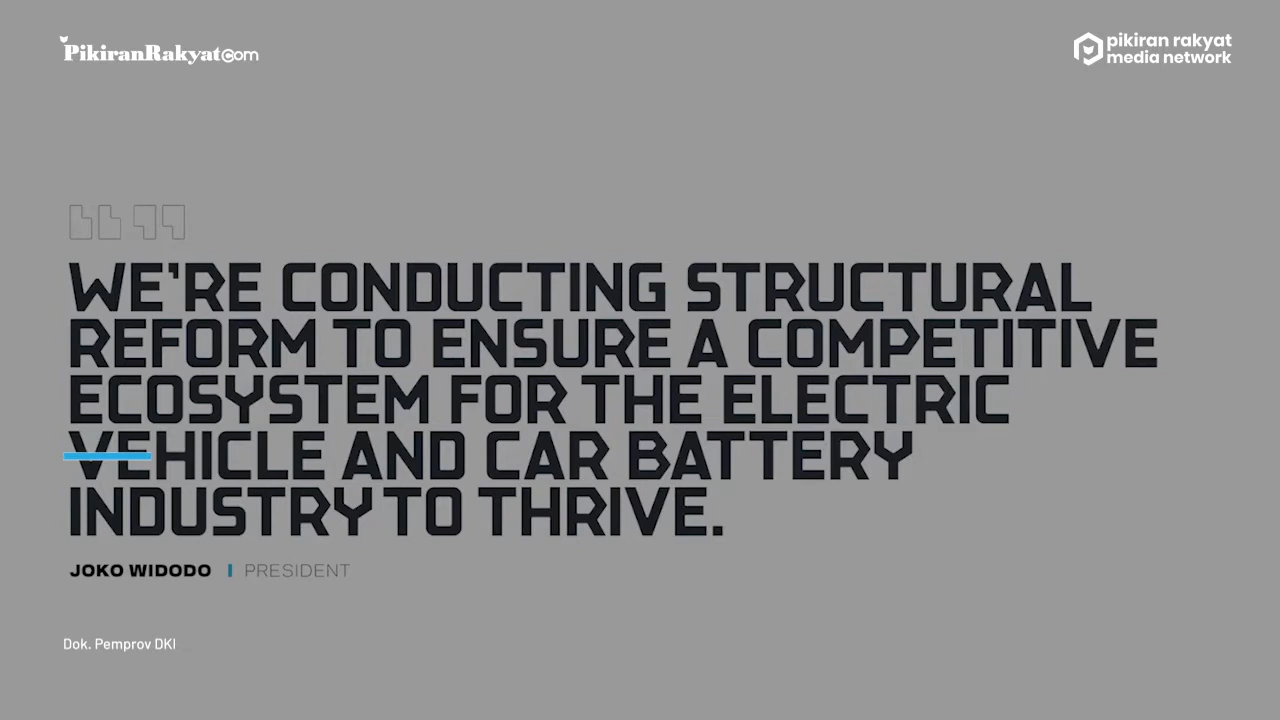 PikiranRakyat.com
pikiran rakyat
media network
WE'RE CONDUCTING STRUCTURAL
REFORM TO ENSURE A COMPETITIVE
ECOSYSTEM FOR THE ELECTRIC
VEHICLE AND CAR BATTERY
INDUSTRY TO THRIVE.
JOKO WIDODO | PRESIDENT
Dok. Pemprov DKI